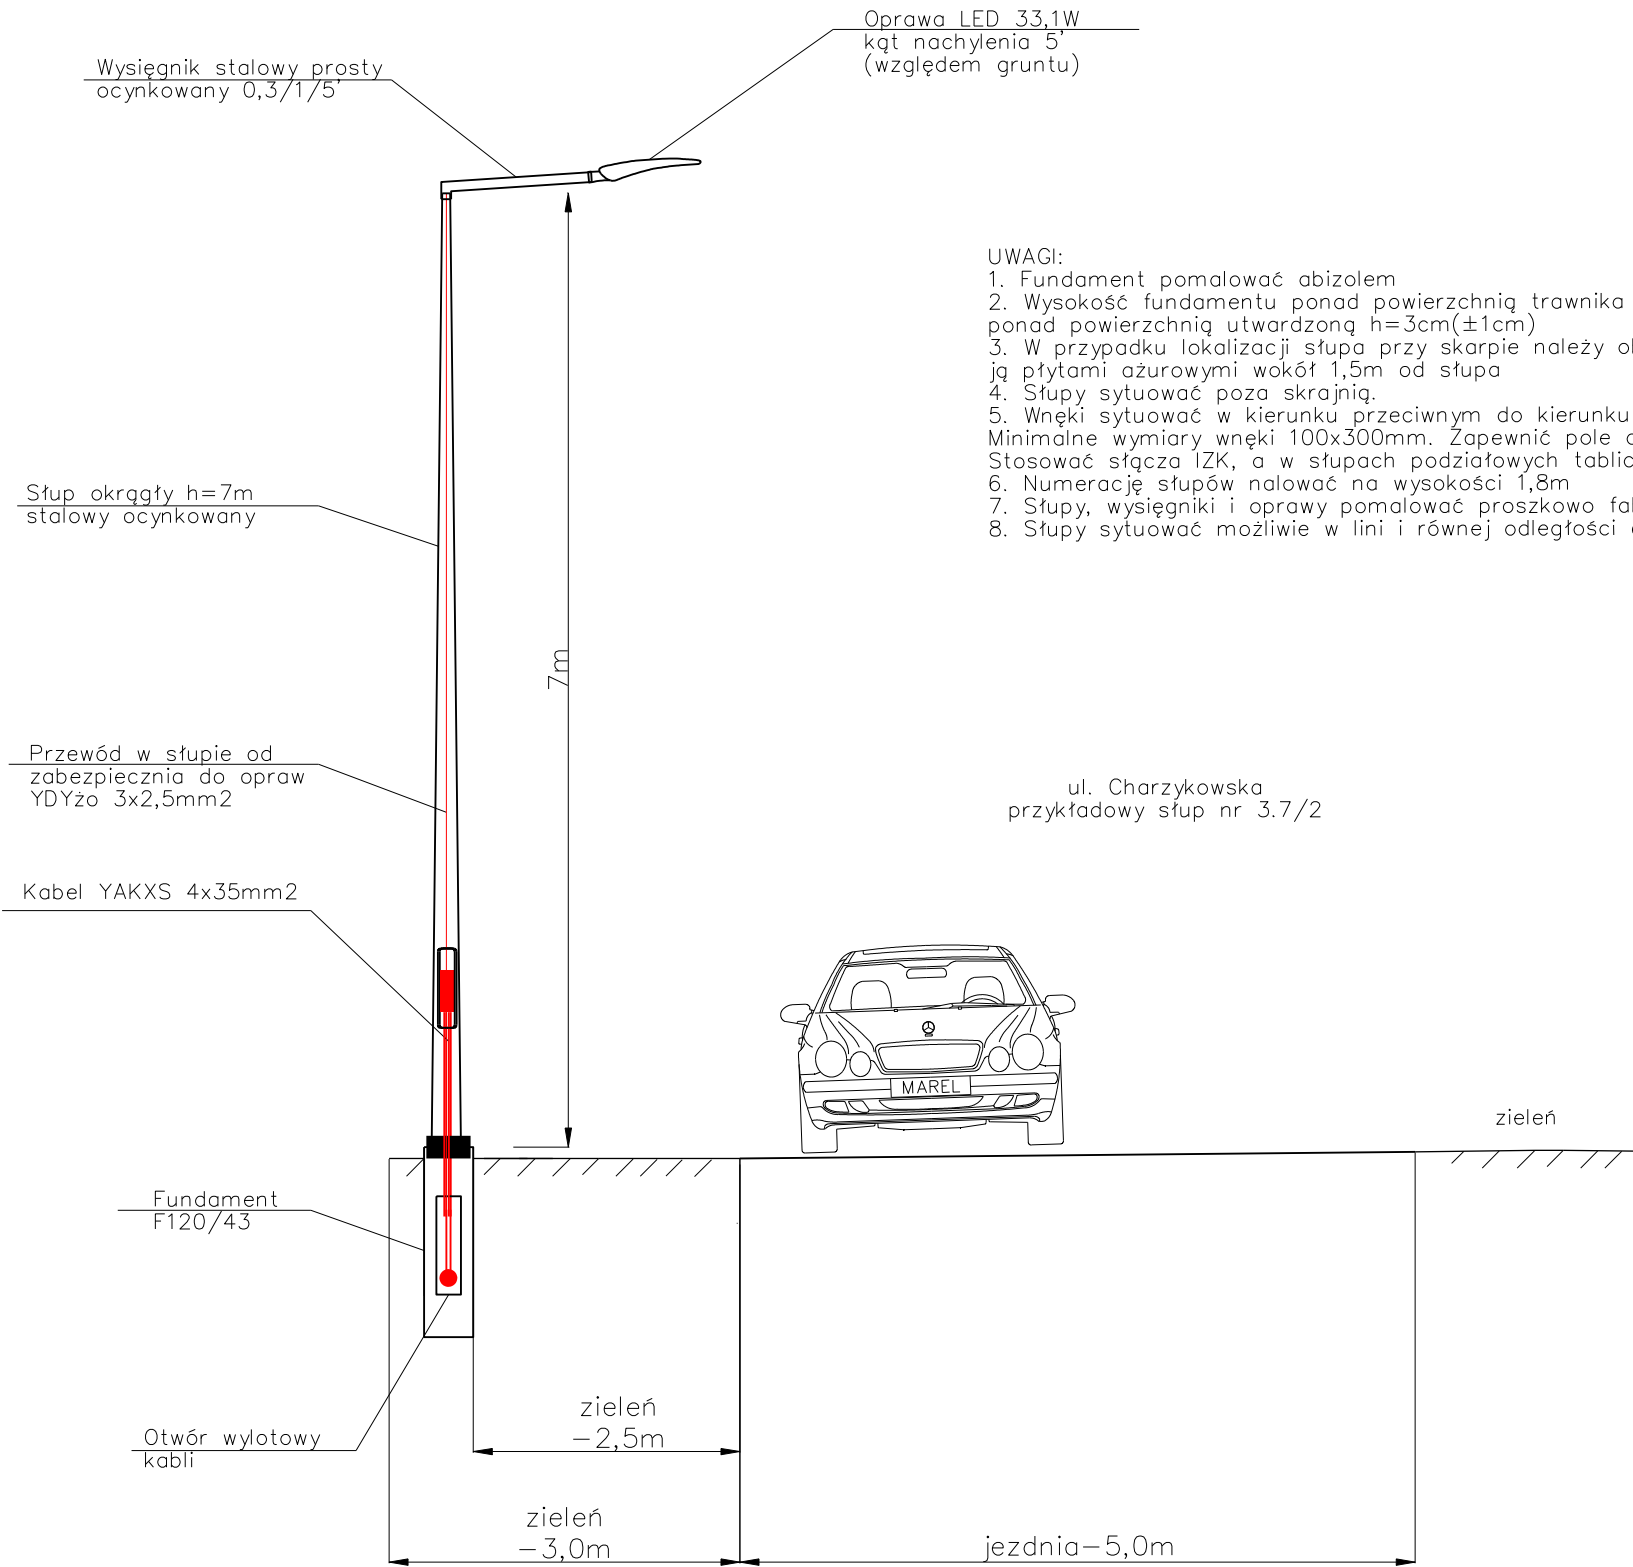 Oprawa LED 33,1W
kąt nachylenia 5'
(względem gruntu)
Wysięgnik stalowy prosty
ocynkowany 0,3/1/5'
UWAGI:
1. Fundament pomalować abizolem
2. Wysokość fundamentu ponad powierzchnią trawnika
ponad powierzchnią utwardzoną h=3cm(±1cm)
3. W przypadku lokalizacji słupa przy skarpie należy
ją płytami ażurowymi wokół 1,5m od słupa
4. Słupy sytuować poza skrajnią.
5. Wnęki sytuować w kierunku przeciwnym do kierunku
Minimalne wymiary wnęki 100x300mm. Zapewnić pole
Stosować słącza IZK, a w słupach podziałowych
6. Numerację słupów nalować na wysokości 1,8m
7. Słupy, wysięgniki i oprawy pomalować proszkowo
8. Słupy sytuować możliwie w lini i równej odległości
Słup okrągły h=7m
stalowy ocynkowany
7m
Przewód w słupie od
zabezpiecznia do opraw
YDYżo 3x2,5mm2
ul. Charzykowska
przykładowy słup nr 3.7/2
Kabel YAKXS 4x35mm2
MAREL
zieleń
Fundament
F120/43
Otwór wylotowy
kabli
zieleń
-2,5m
zieleń
-3,0m
jezdnia-5,0m